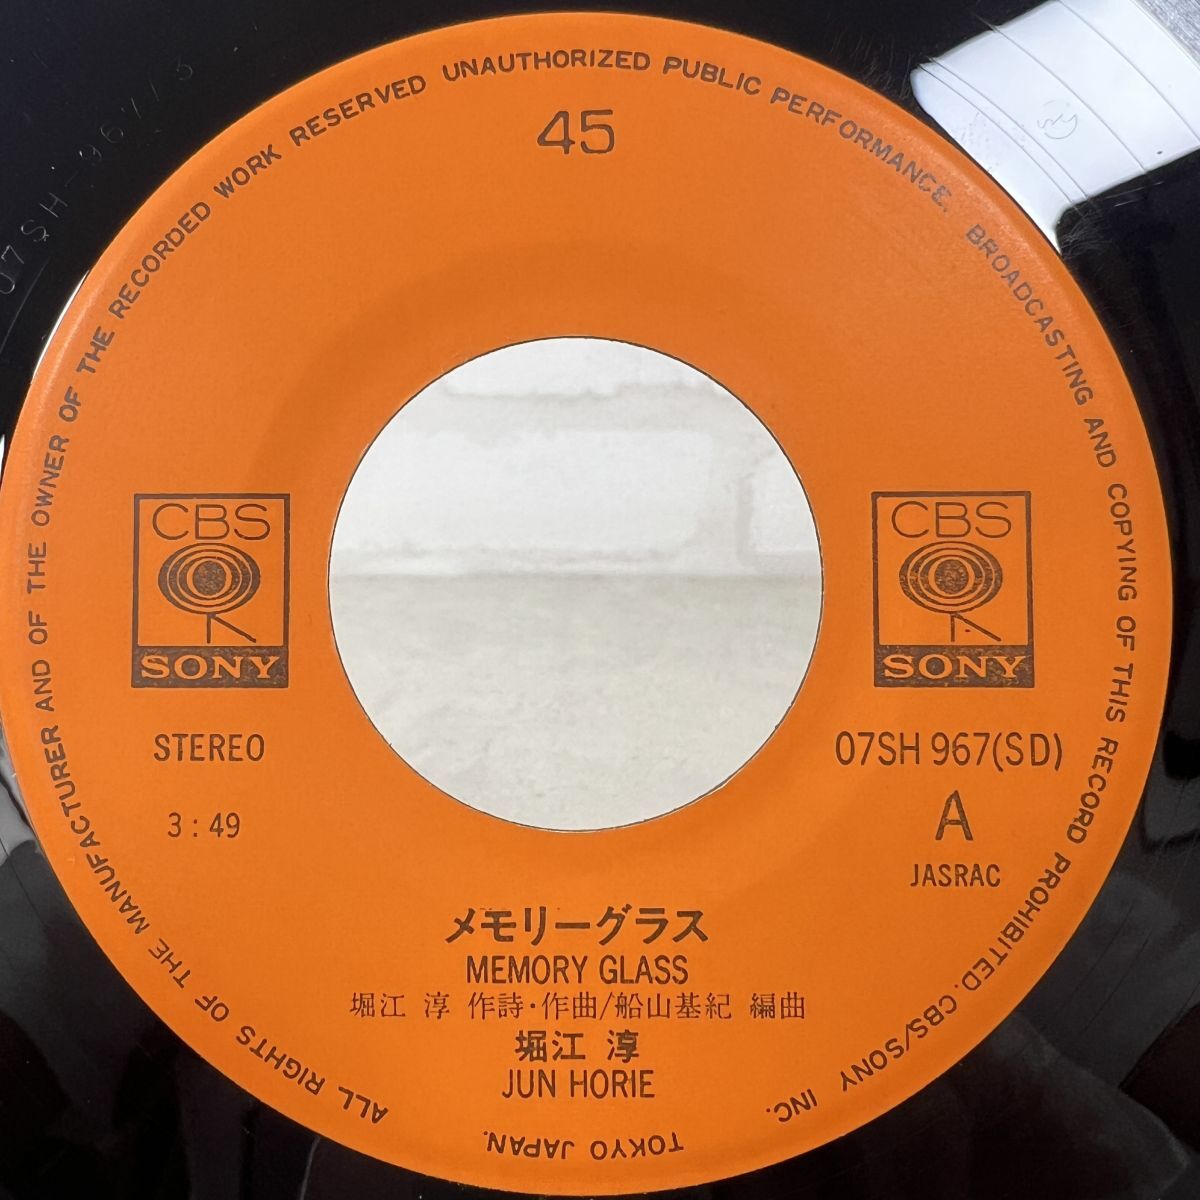 ALL RIGHTS OF THE MANUFACTURER AND OF THE OWNER OF THE RECORDED WORK RESERVED UNAUTHORIZED PUBLIC PERFORMANCE. BROADCASTING AND COPYING OF THIS RECORD PROHIBITED. CBS/SONY INC. TOKYO JAPAN.
45
CBS
SONY
CBS
SONY
STEREO
3:49
07SH 967(SD)
A
JASRAC
メモリーグラス
MEMORY GLASS
堀江 淳 作詩・作曲/船山基紀 編曲
堀江 淳
JUN HORIE